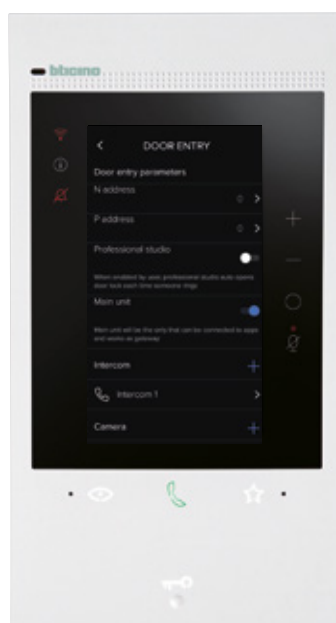 bticino
DOOR ENTRY
Door entry parameters
N address
0
P address
0
Professional studio
When enabled by user, professional studio auto opens
door lock each time someone rings
Main unit
Main unit will be the only that can be connected to apps
and works as gateway
Intercom
Intercom 1
Camera